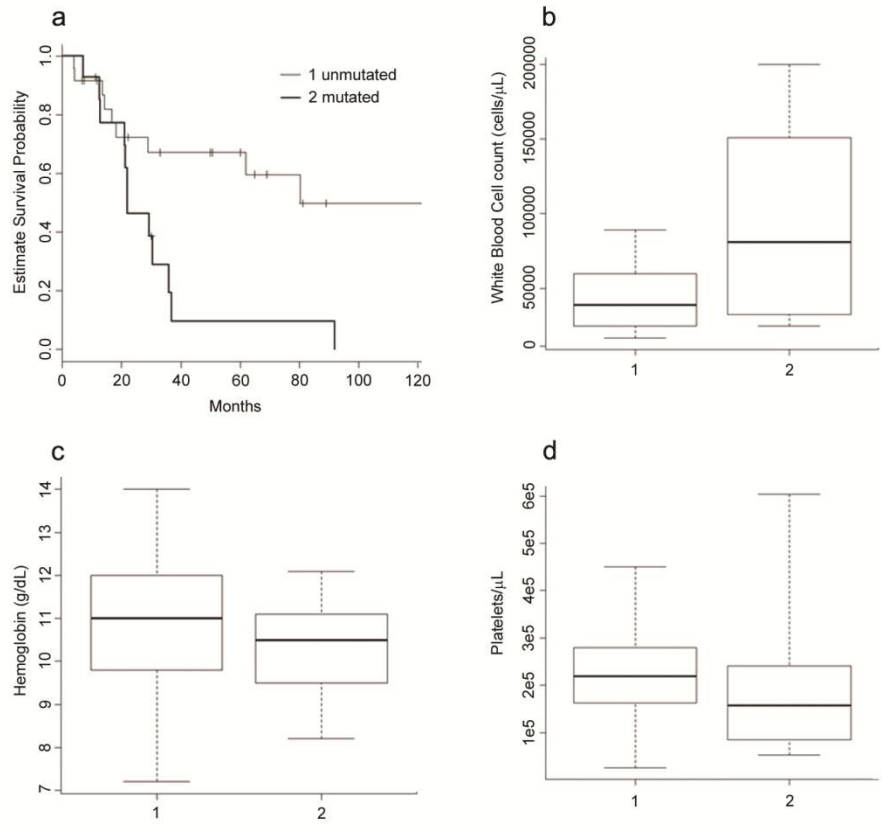 a
1.0
0.8
0.6
0.4
0.2
0.0
Estimate Survival Probability
1 unmutated
2 mutated
0 20 40 60 80 100 120
Months
b
200000
150000
100000
50000
0
White Blood Cell count (cells/μL)
1 2
c
14
13
12
11
10
9
8
7
Hemoglobin (g/dL)
1 2
d
6e5
5e5
4e5
3e5
2e5
1e5
Platelets/μL
1 2